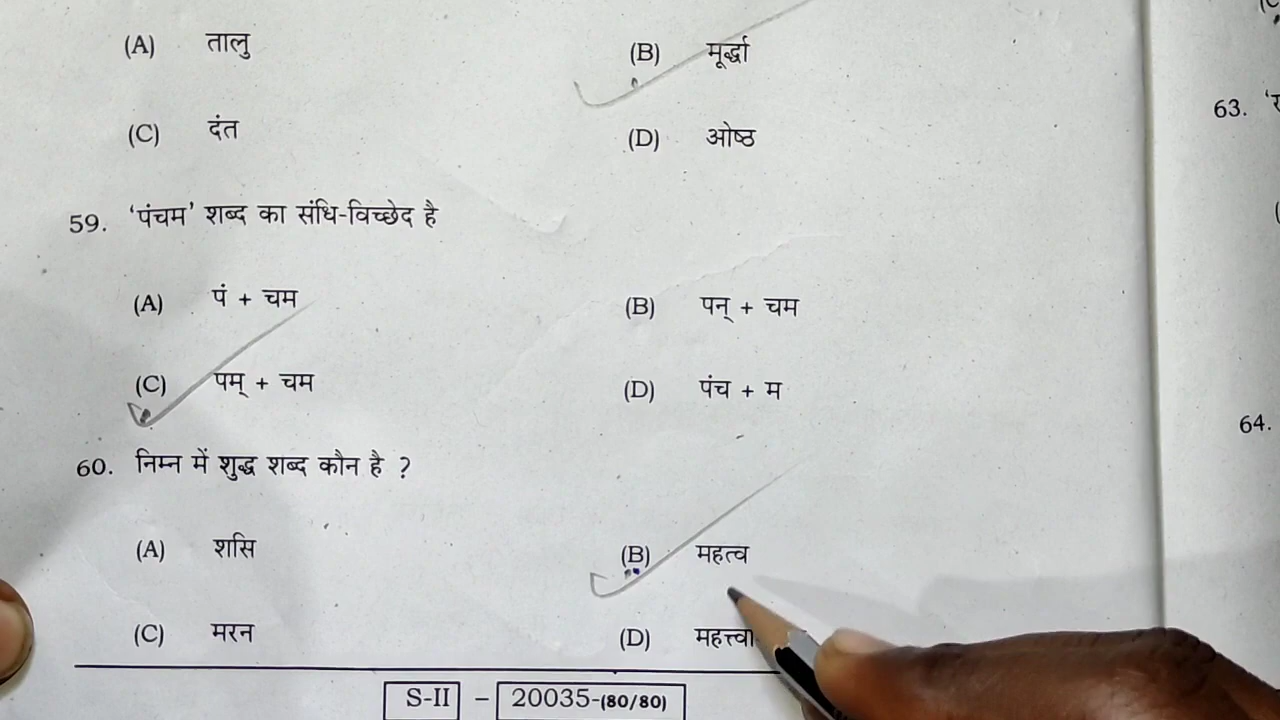 (A) तालु (B) मूर्द्धा
(C) दंत (D) ओष्ठ
63.
59. 'पंचम' शब्द का संधि-विच्छेद है
(A) पं + चम (B) पन् + चम
(C) पम् + चम (D) पंच + म
64.
60. निम्न में शुद्ध शब्द कौन है ?
(A) शसि (B) महत्व
(C) मरन (D) महत्त्वा
S-II – 20035-(80/80)